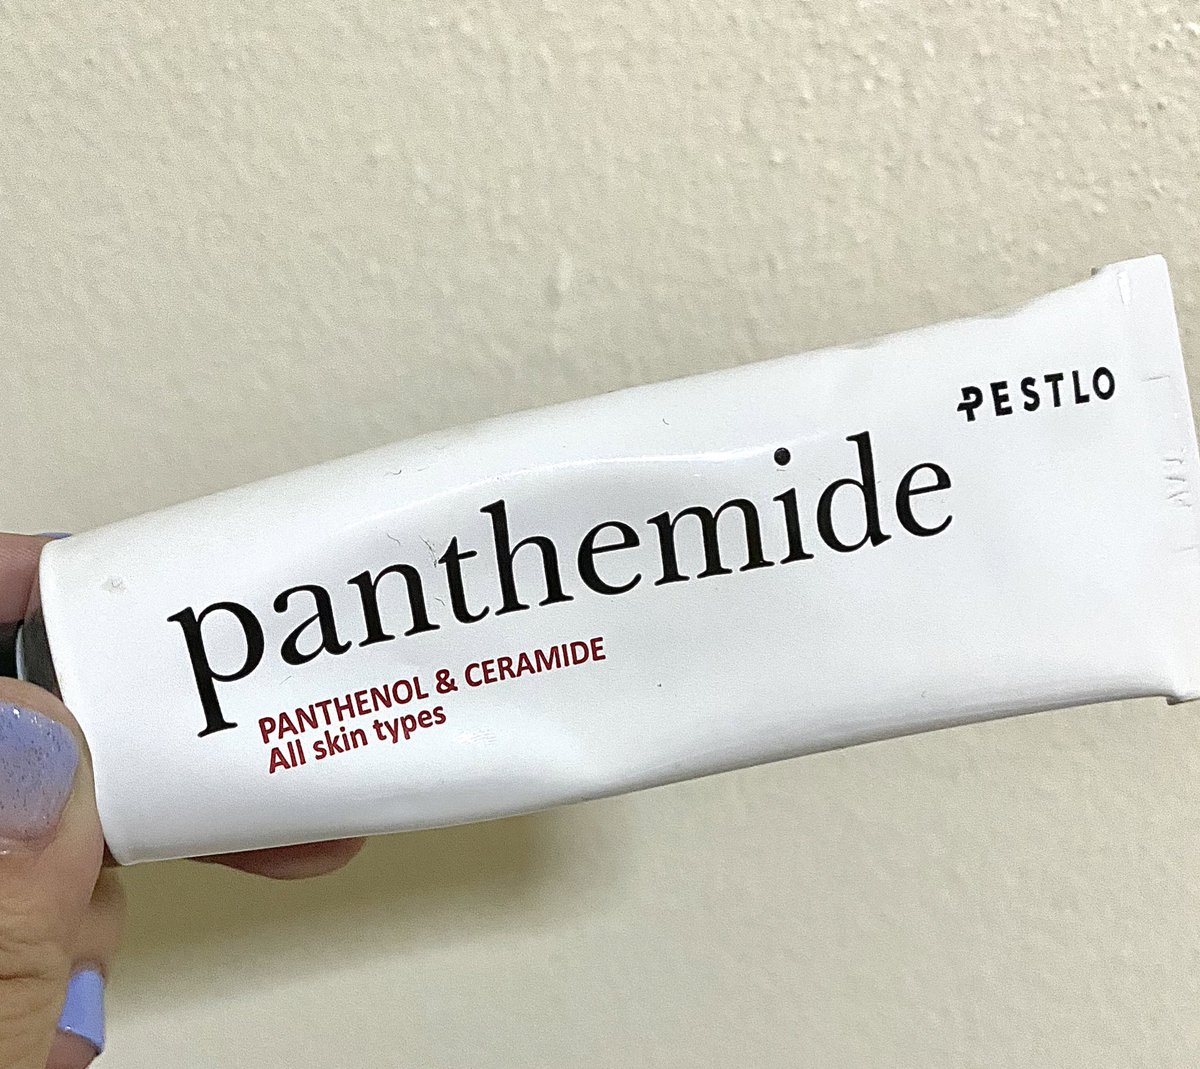 PESTLO
panthemide
PANTHENOL & CERAMIDE
All skin types